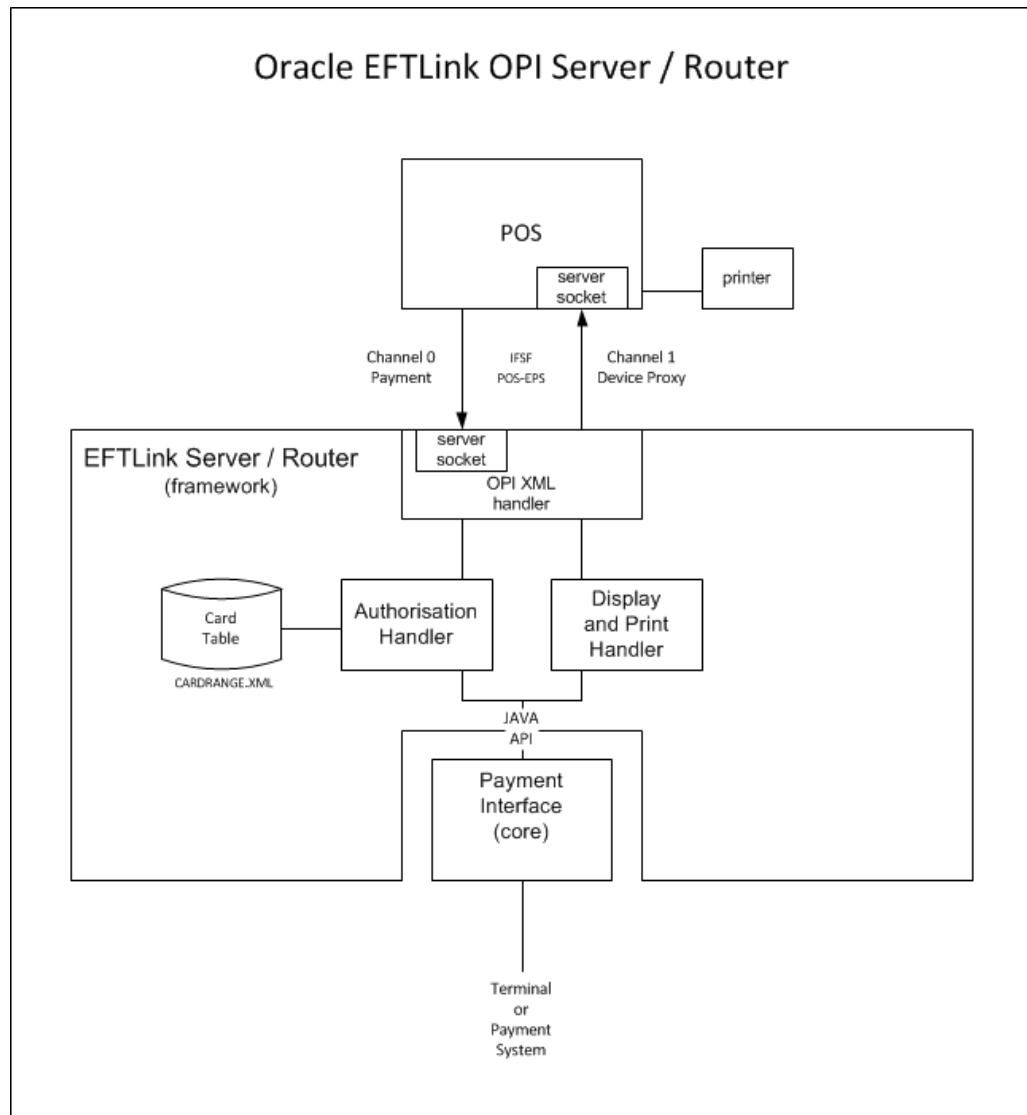 Oracle EFTLink OPI Server / Router
POS
server
socket
printer
Channel 0
Payment
IFSF
POS-EPS
Channel 1
Device Proxy
EFTLink Server / Router
(framework)
server
socket
OPI XML
handler
Card
Table
CARDRANGE.XML
Authorisation
Handler
Display
and Print
Handler
JAVA
API
Payment
Interface
(core)
Terminal
or
Payment
System